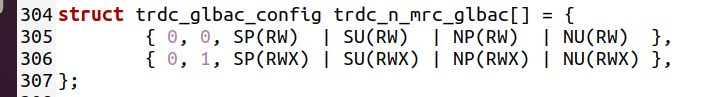 304 struct trdc_glbac_config trdc_n_mrc_glbac[] = {
305         { 0, 0, SP(RW)  | SU(RW)  | NP(RW)  | NU(RW)  },
306         { 0, 1, SP(RWX) | SU(RWX) | NP(RWX) | NU(RWX) },
307 };